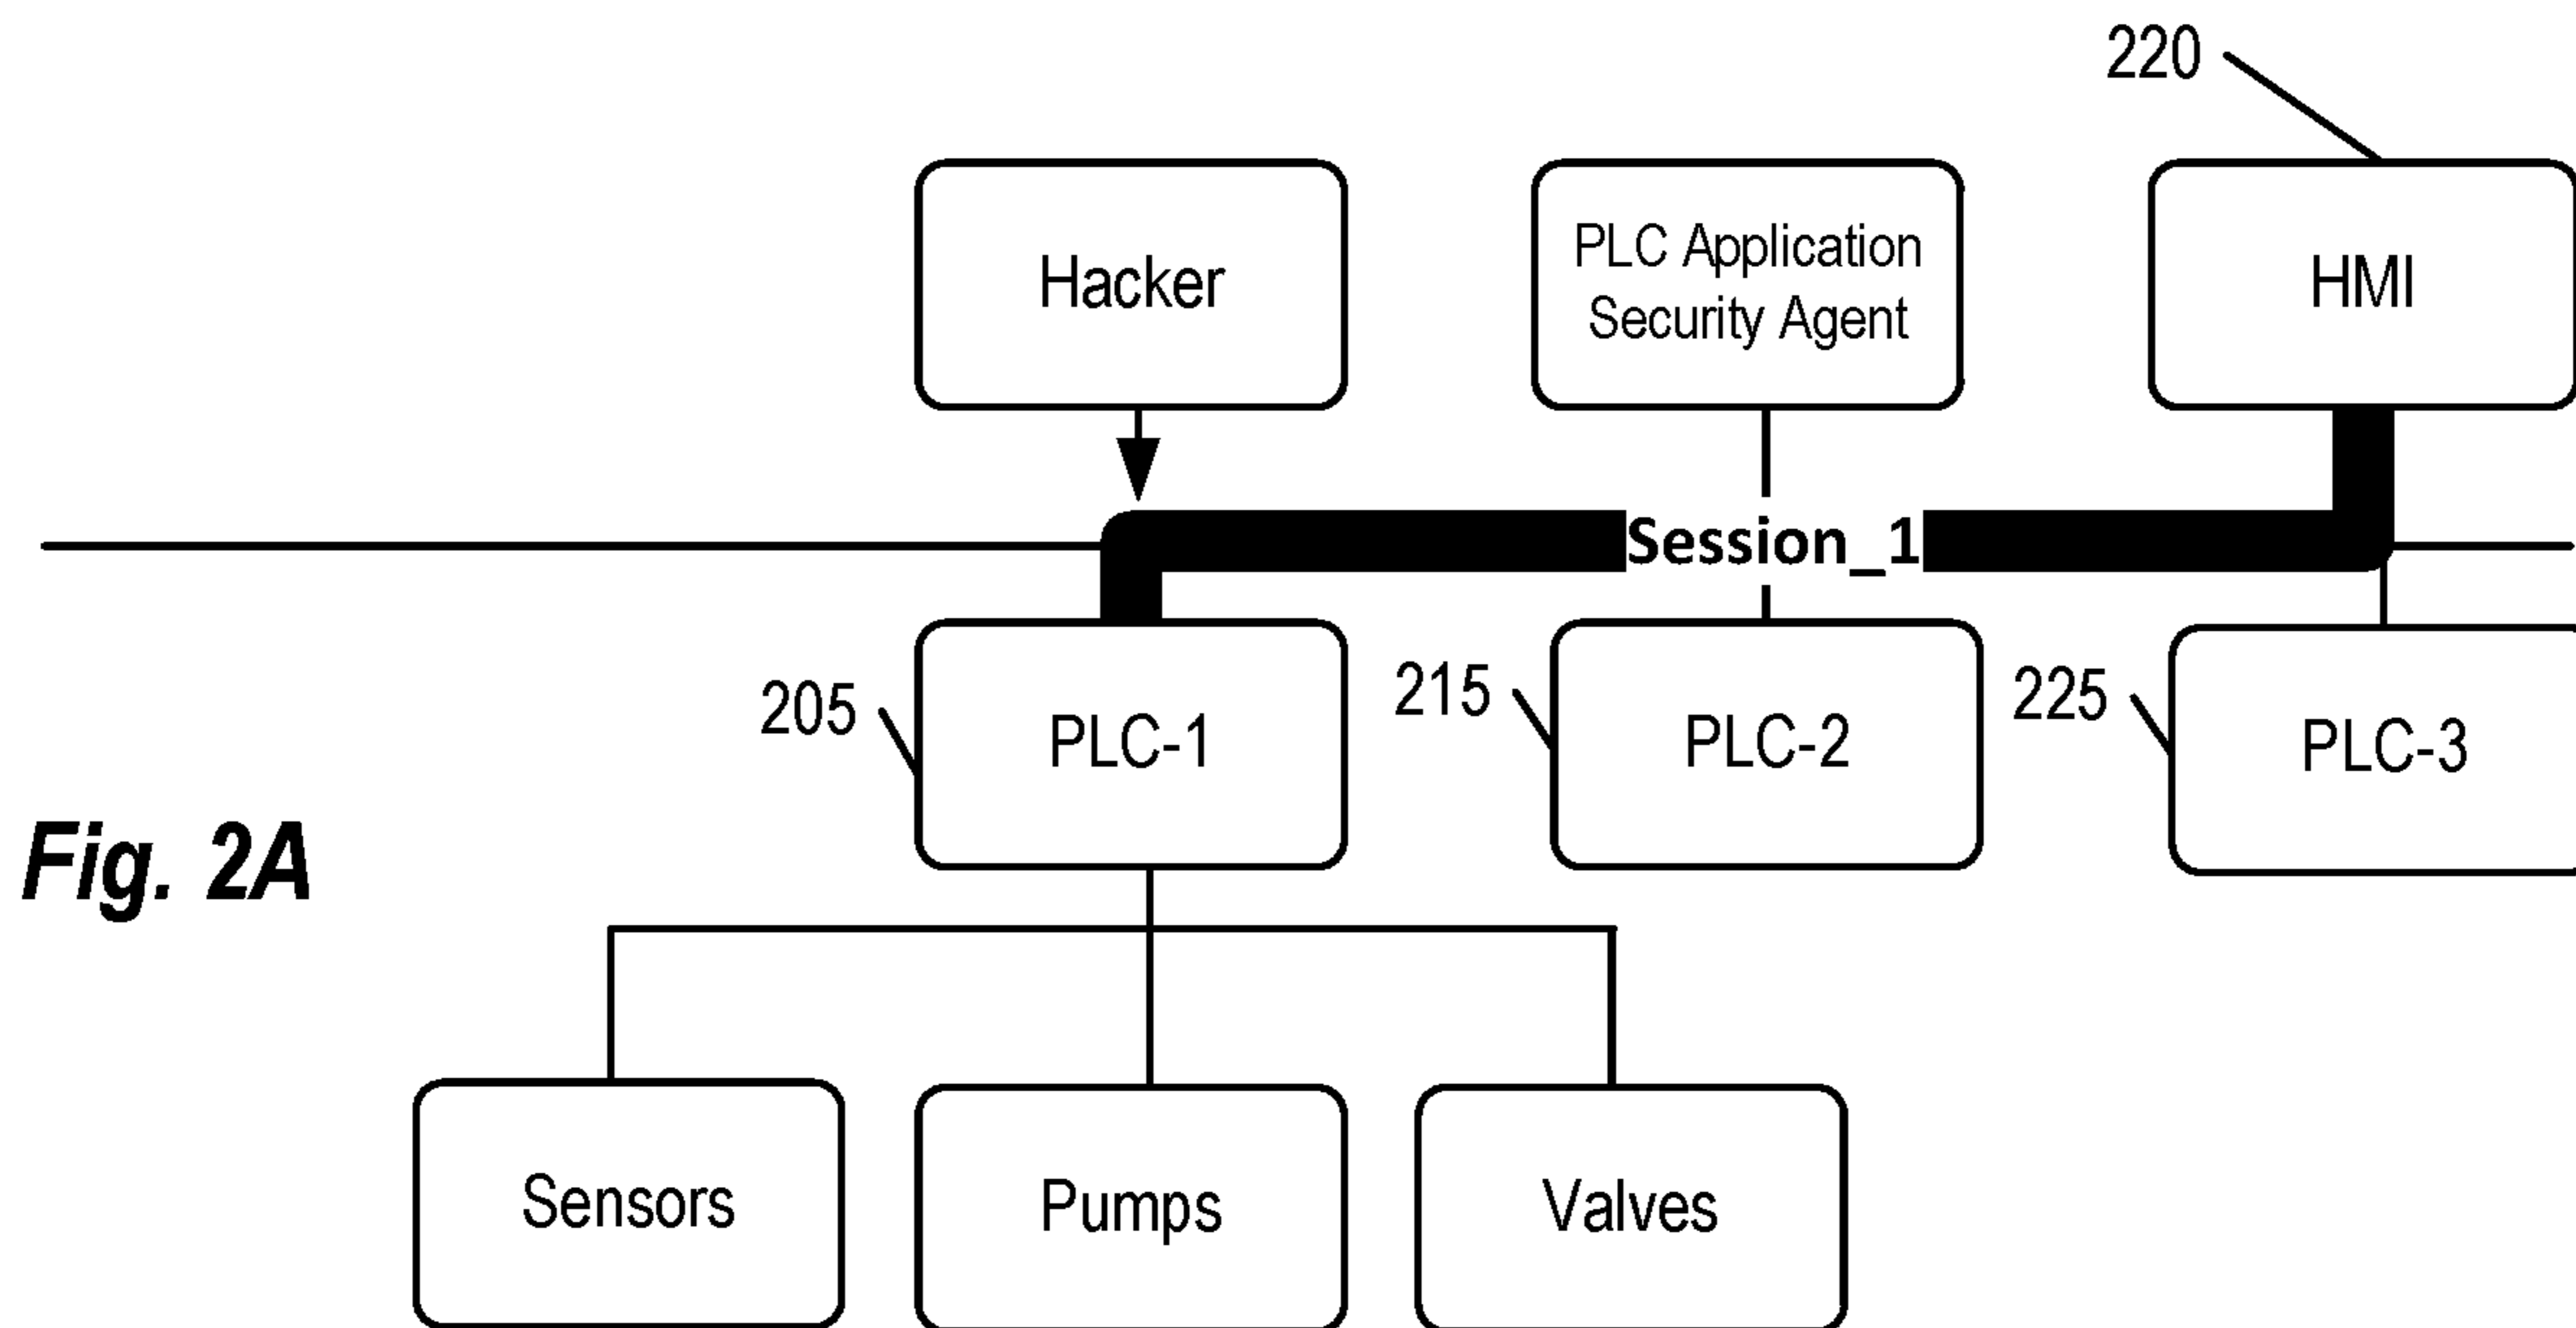 220
Hacker
PLC Application
Security Agent
HMI
Session_1
205
PLC-1
215
PLC-2
225
PLC-3
Fig. 2A
Sensors
Pumps
Valves